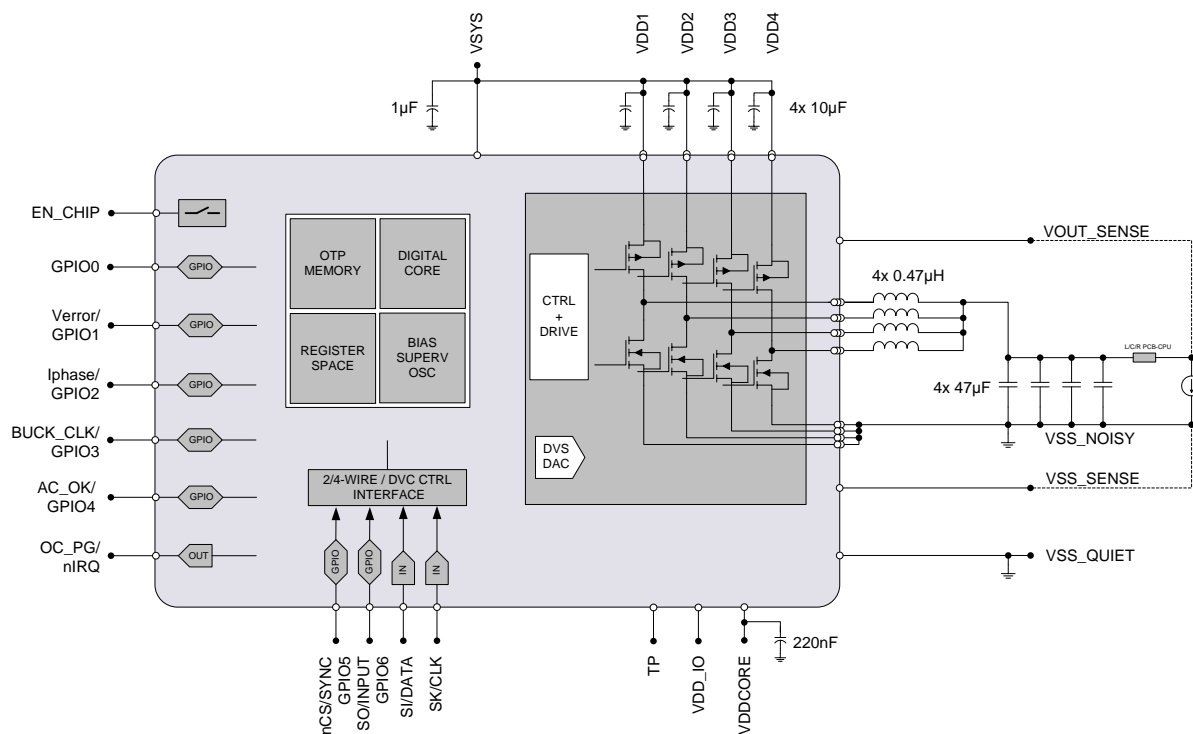 VSYS
VDD1
VDD2
VDD3
VDD4
1µF
4x 10µF
EN_CHIP
GPIO0
GPIO
Verror/
GPIO1
GPIO
Iphase/
GPIO2
GPIO
BUCK_CLK/
GPIO3
GPIO
AC_OK/
GPIO4
GPIO
OC_PG/
nIRQ
OUT
OTP
MEMORY
DIGITAL
CORE
REGISTER
SPACE
BIAS
SUPERV
OSC
2/4-WIRE / DVC CTRL
INTERFACE
GPIO
GPIO
IN
IN
nCS/SYNC
GPIO5
SO/INPUT
GPIO6
SI/DATA
SK/CLK
CTRL
+
DRIVE
DVS
DAC
VOUT_SENSE
4x 0.47µH
L/C/R PCB-CPU
4x 47µF
VSS_NOISY
VSS_SENSE
VSS_QUIET
TP
VDD_IO
VDDCORE
220nF